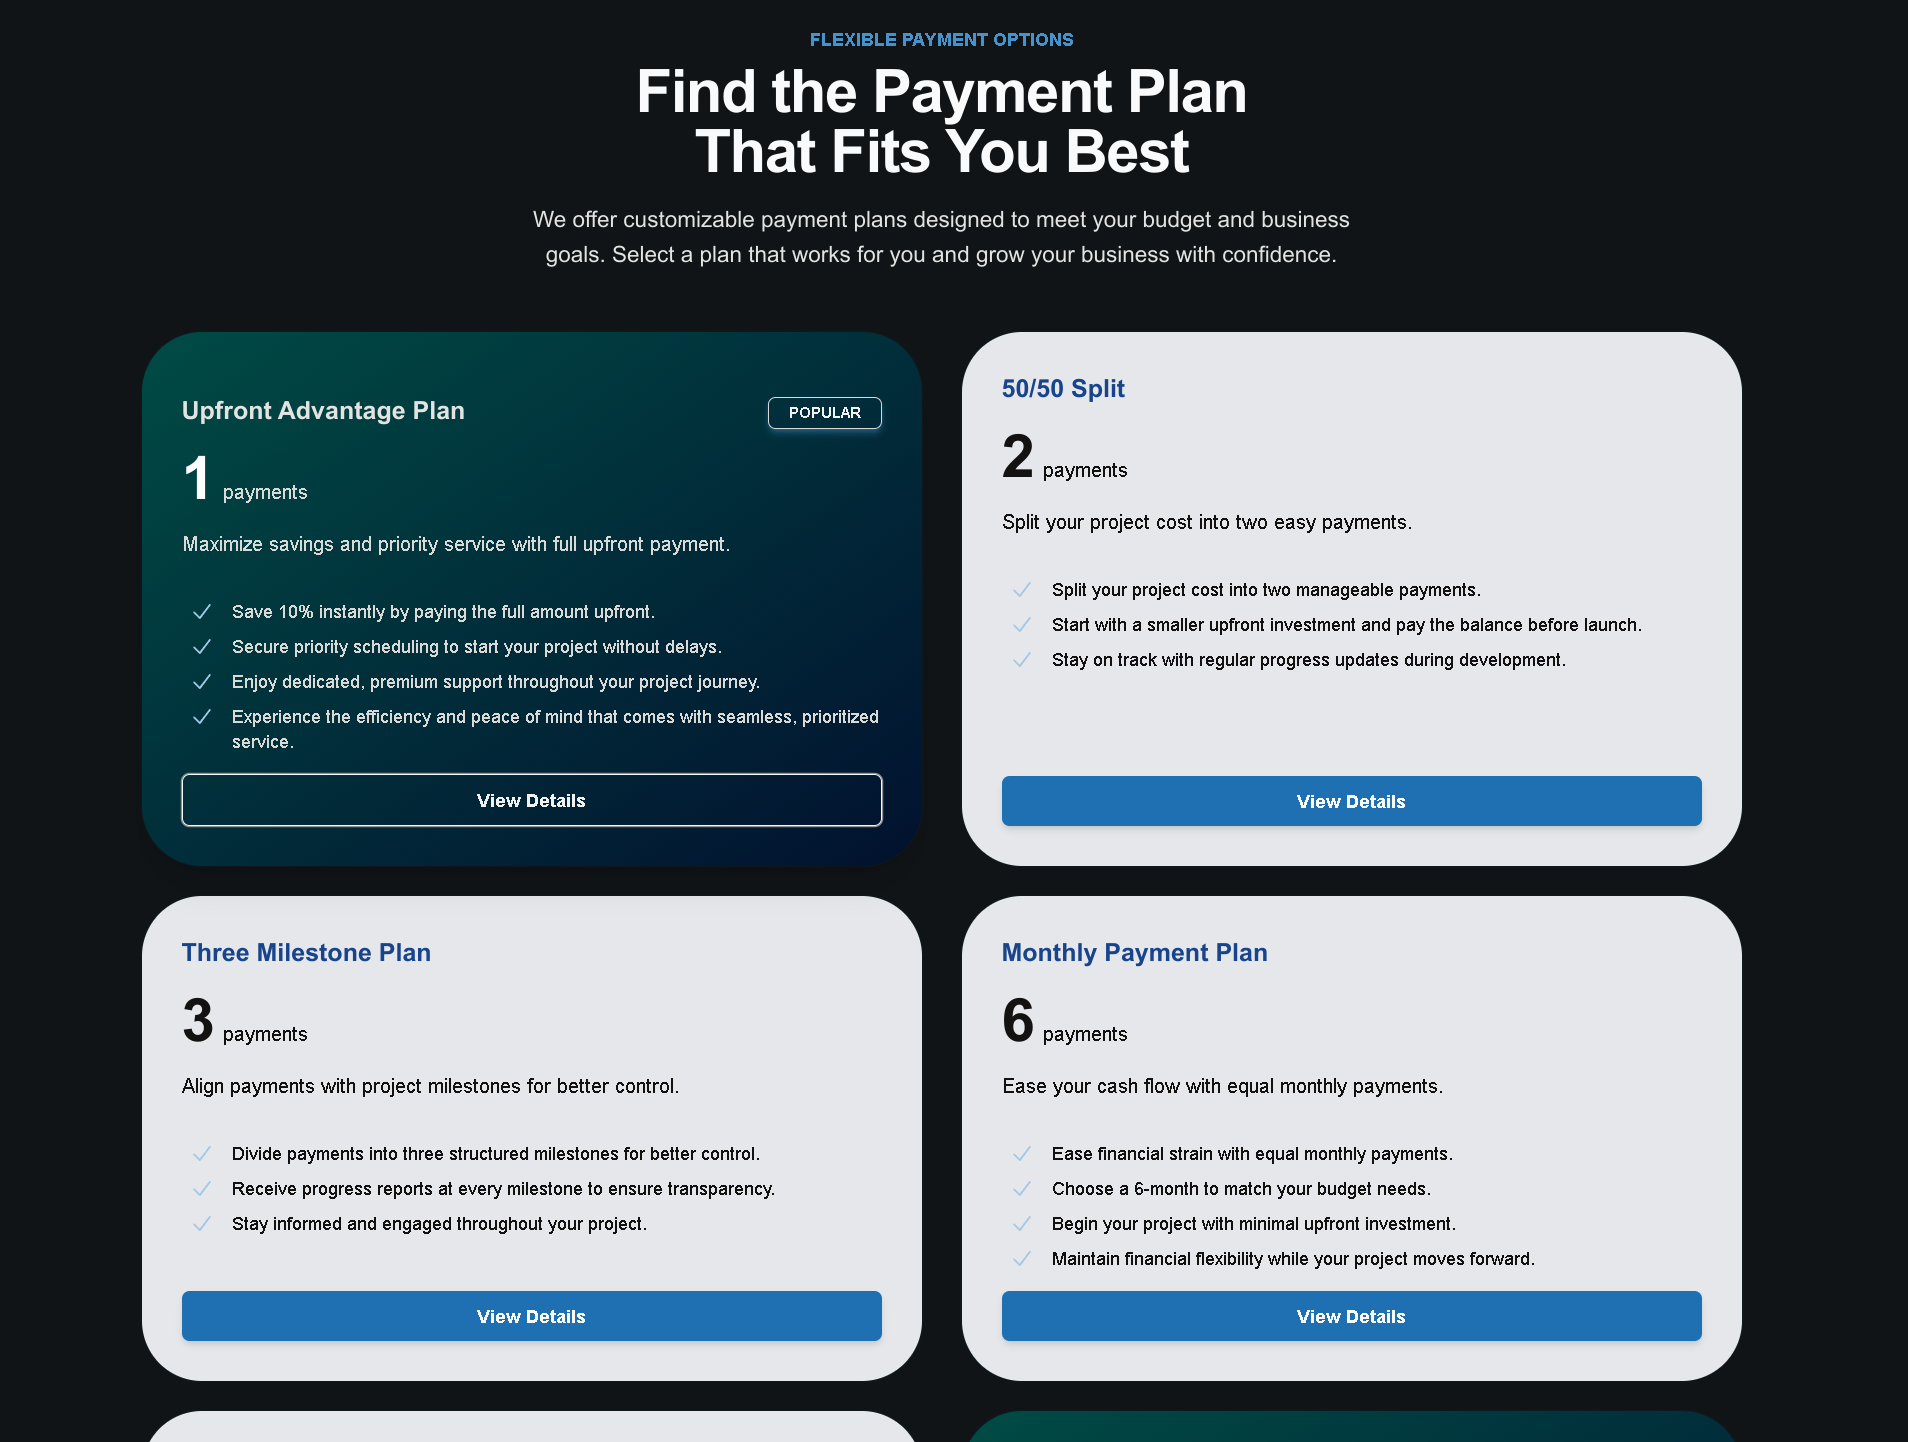 FLEXIBLE PAYMENT OPTIONS
Find the Payment Plan
That Fits You Best
We offer customizable payment plans designed to meet your budget and business
goals. Select a plan that works for you and grow your business with confidence.
Upfront Advantage Plan
POPULAR
1 payments
Maximize savings and priority service with full upfront payment.
Save 10% instantly by paying the full amount upfront.
Secure priority scheduling to start your project without delays.
Enjoy dedicated, premium support throughout your project journey.
Experience the efficiency and peace of mind that comes with seamless, prioritized
service.
View Details
50/50 Split
2 payments
Split your project cost into two easy payments.
Split your project cost into two manageable payments.
Start with a smaller upfront investment and pay the balance before launch.
Stay on track with regular progress updates during development.
View Details
Three Milestone Plan
3 payments
Align payments with project milestones for better control.
Divide payments into three structured milestones for better control.
Receive progress reports at every milestone to ensure transparency.
Stay informed and engaged throughout your project.
View Details
Monthly Payment Plan
6 payments
Ease your cash flow with equal monthly payments.
Ease financial strain with equal monthly payments.
Choose a 6-month to match your budget needs.
Begin your project with minimal upfront investment.
Maintain financial flexibility while your project moves forward.
View Details